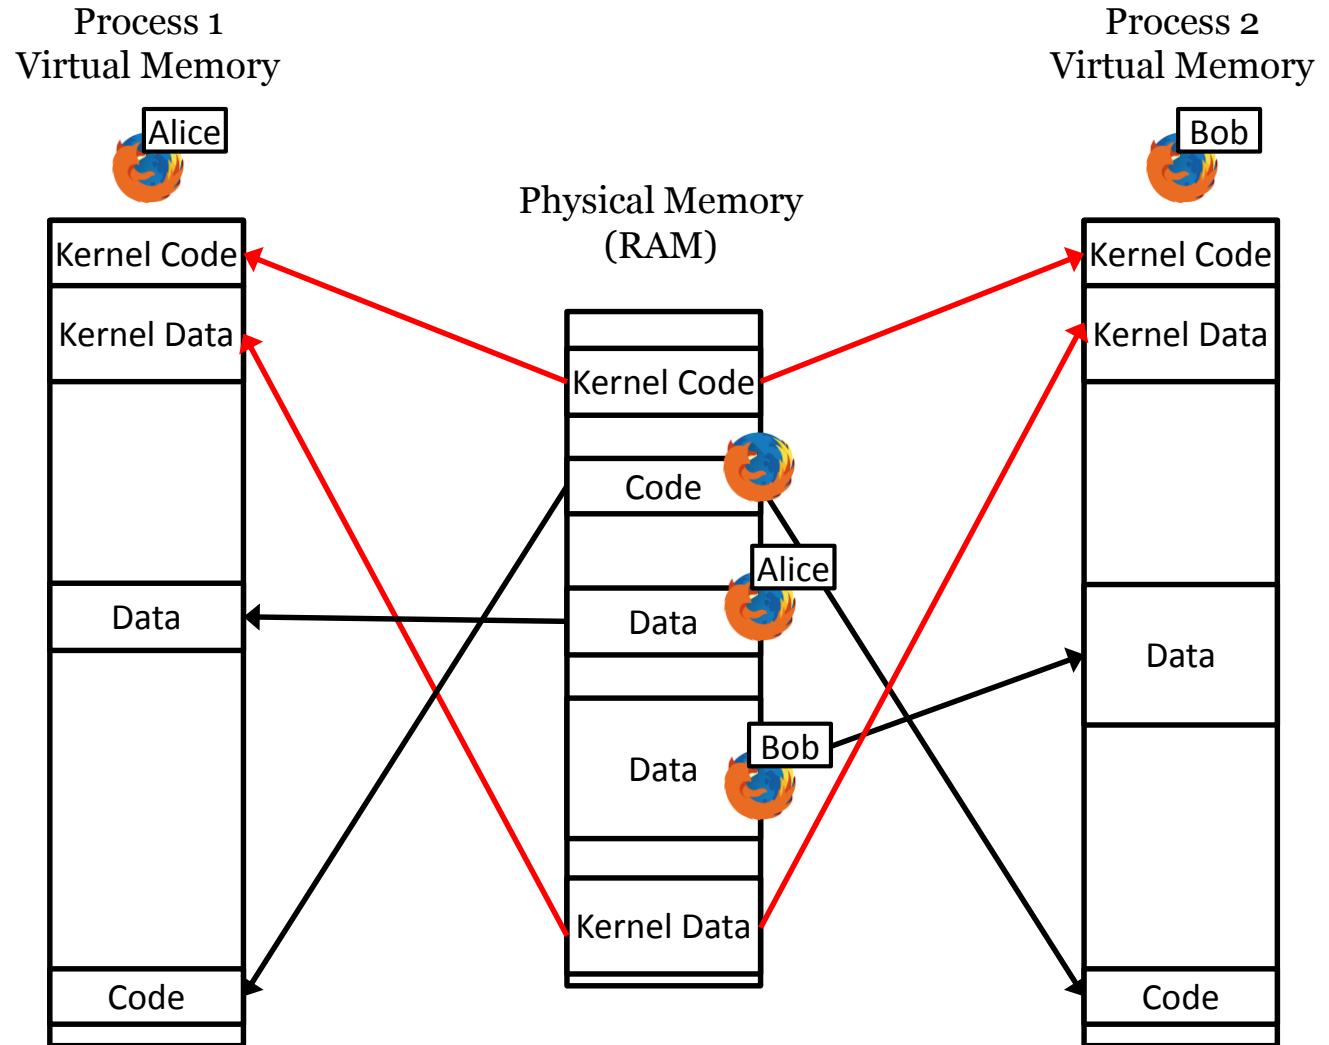 Process 1
Virtual Memory
Alice
Kernel Code
Kernel Data
Data
Code
Physical Memory
(RAM)
Kernel Code
Code
Alice
Data
Bob
Data
Kernel Data
Process 2
Virtual Memory
Bob
Kernel Code
Kernel Data
Data
Code